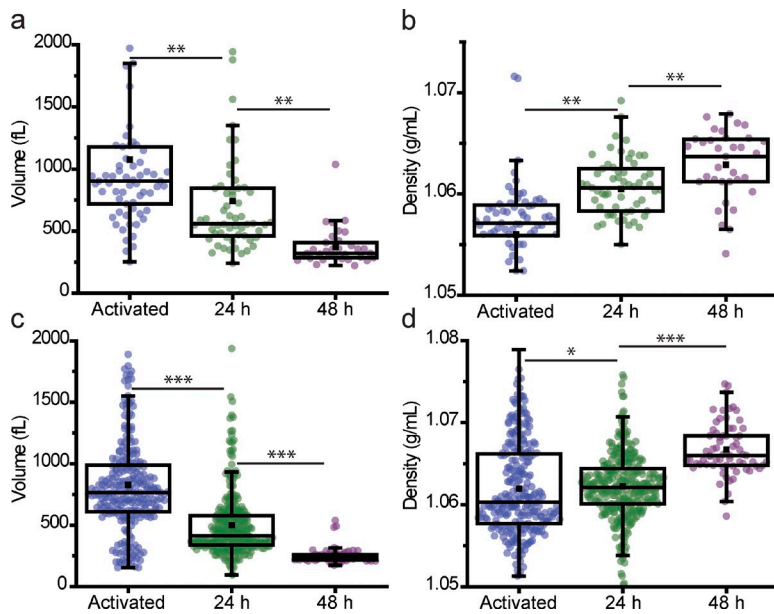 a
2000
1500
1000
500
0
Volume (fL)
**
**
Activated 24 h 48 h
b
1.07
1.06
1.05
Density (g/mL)
**
**
Activated 24 h 48 h
c
2000
1500
1000
500
0
Volume (fL)
***
***
Activated 24 h 48 h
d
1.08
1.07
1.06
1.05
Density (g/mL)
*
***
Activated 24 h 48 h